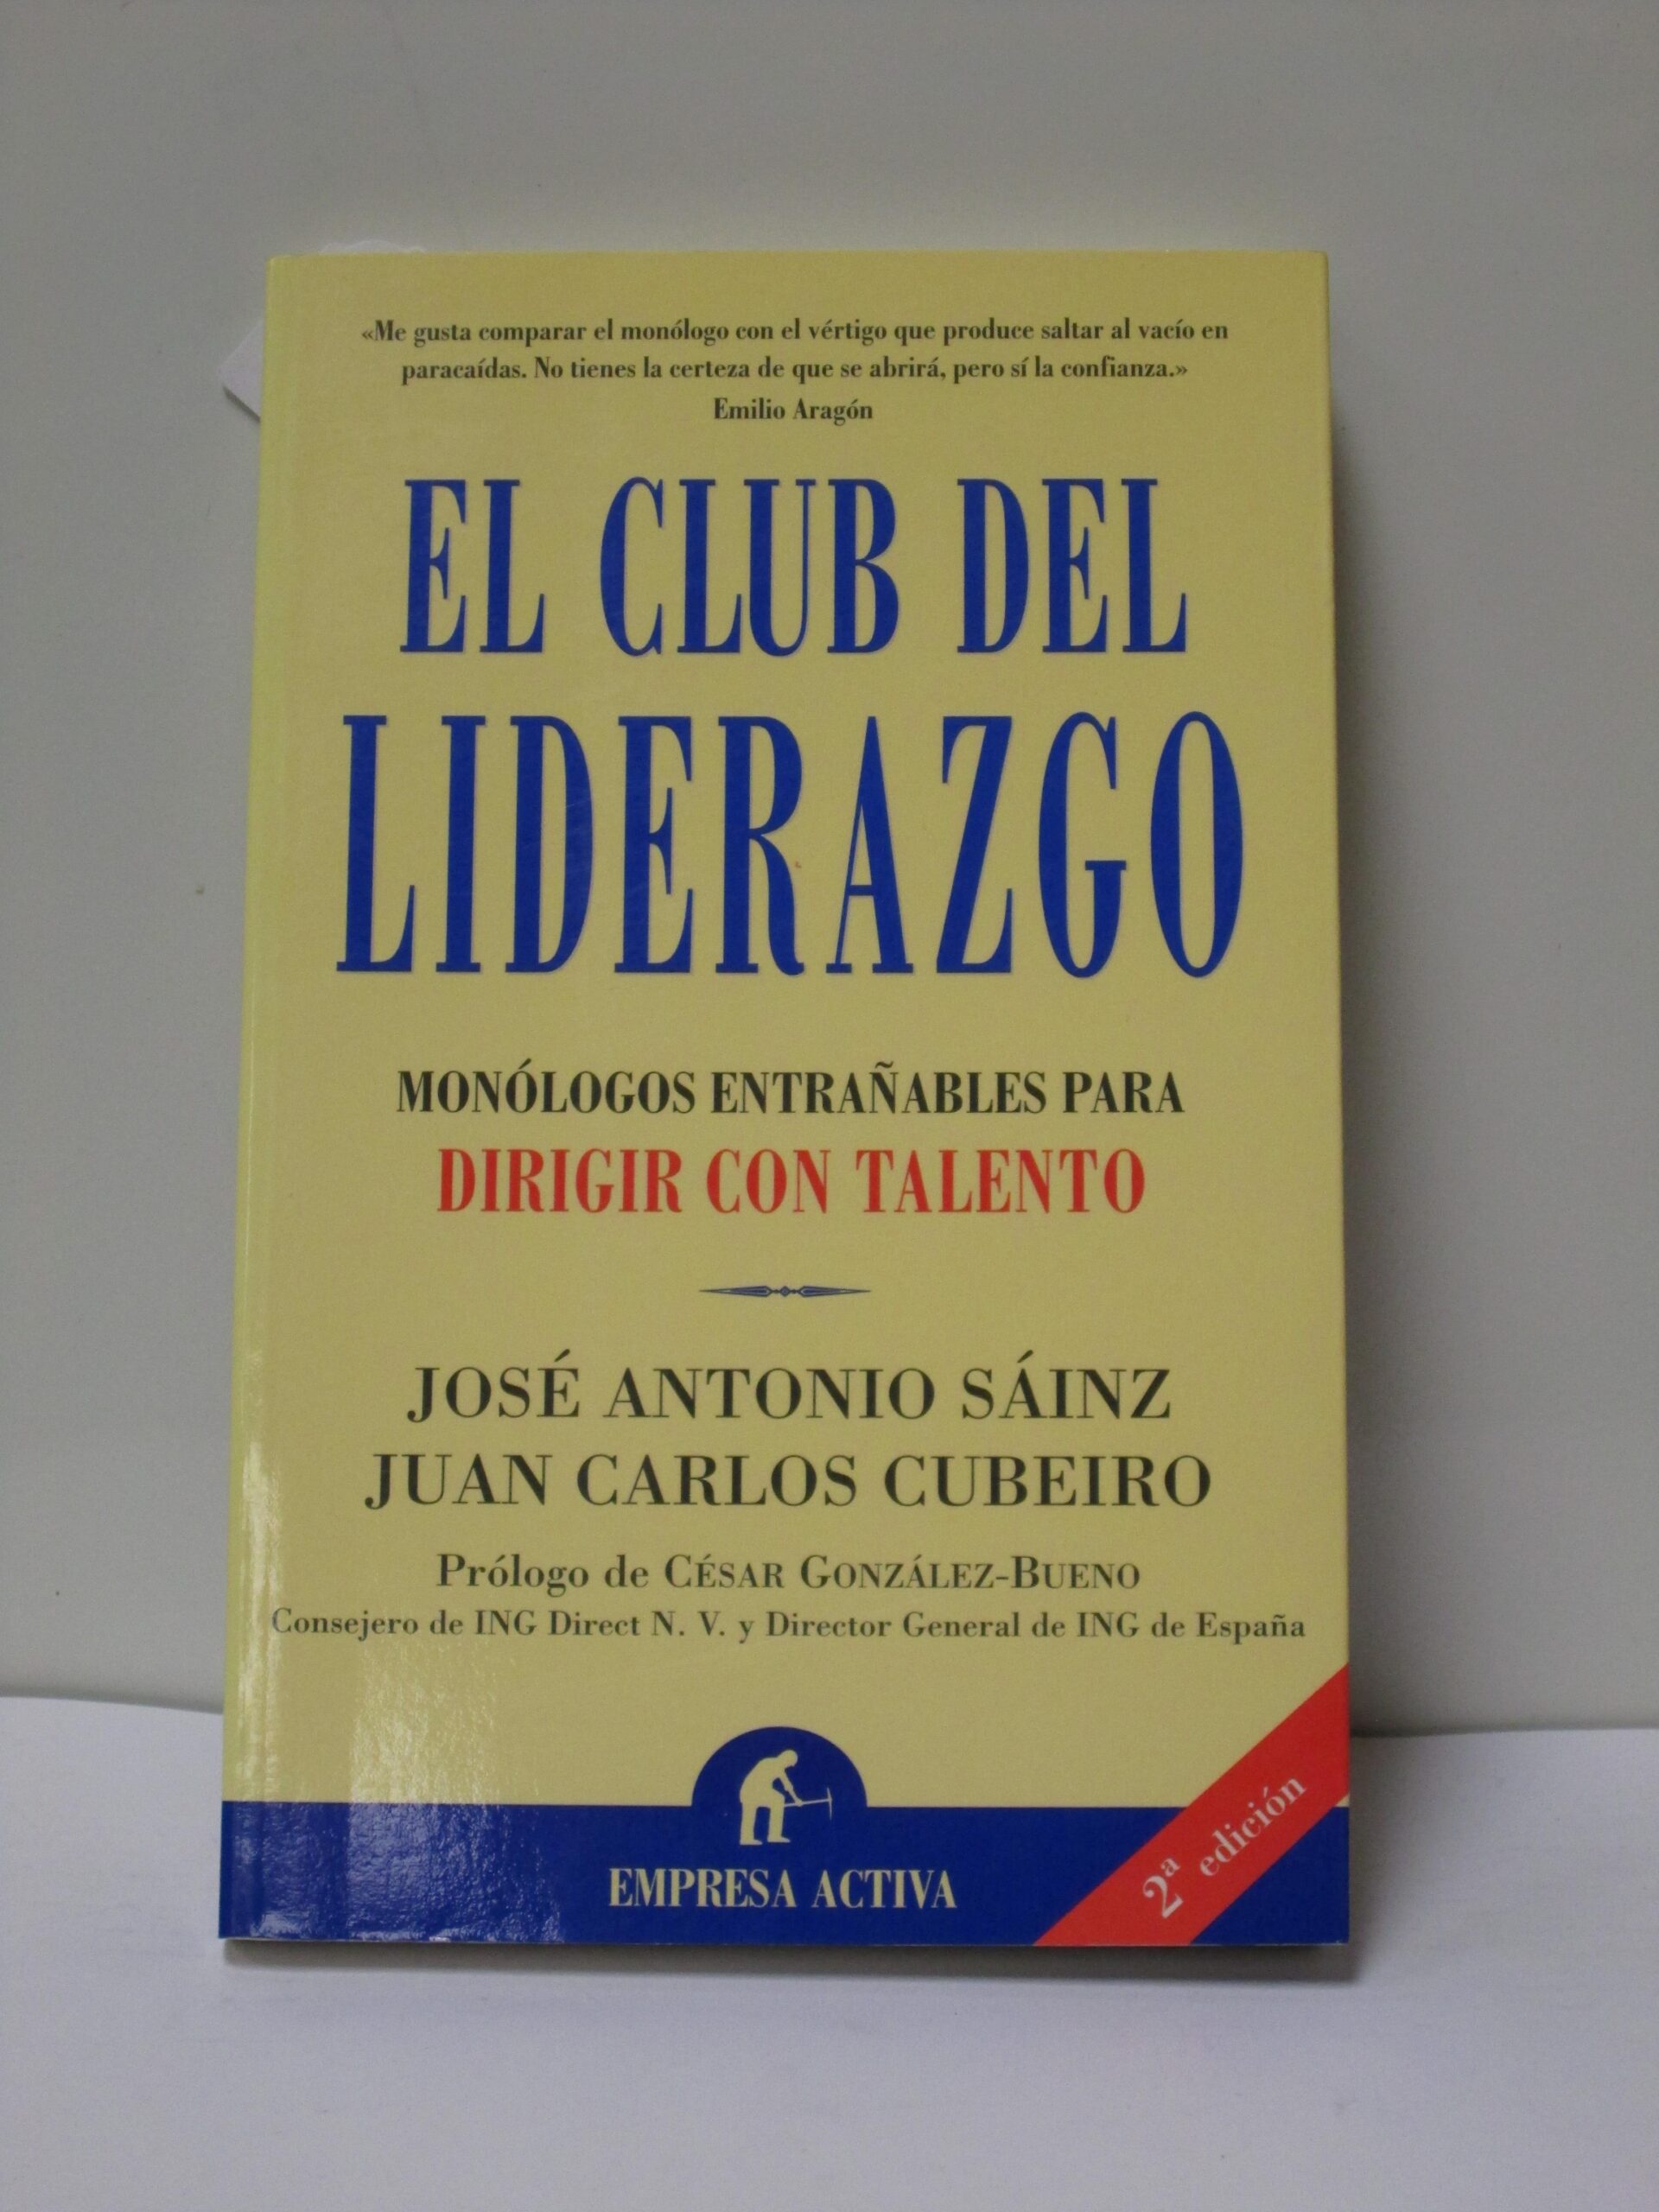 «Me gusta comparar el monólogo con el vértigo que produce saltar al vacío en
paracaídas. No tienes la certeza de que se abrirá, pero sí la confianza.»
Emilio Aragón
EL CLUB DEL
LIDERAZGO
MONÓLOGOS ENTRAÑABLES PARA
DIRIGIR CON TALENTO
JOSÉ ANTONIO SÁINZ
JUAN CARLOS CUBEIRO
Prólogo de CÉSAR GONZÁLEZ-BUENO
Consejero de ING Direct N. V. y Director General de ING de España
EMPRESA ACTIVA
2ª edición